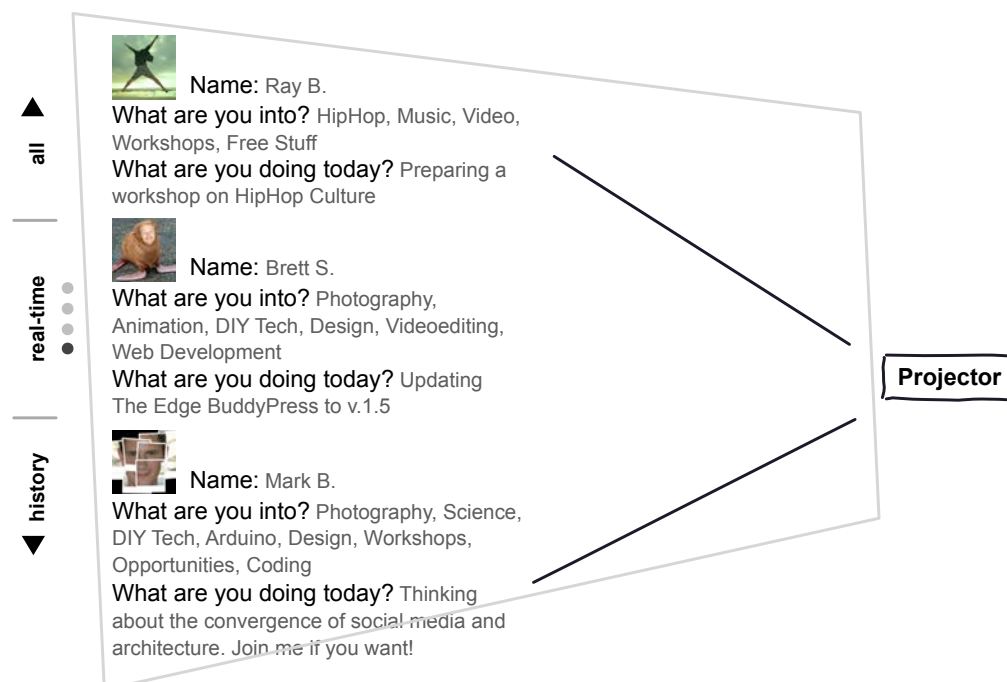 all
real-time
history
Name: Ray B.
What are you into? HipHop, Music, Video,
Workshops, Free Stuff
What are you doing today? Preparing a
workshop on HipHop Culture
Name: Brett S.
What are you into? Photography,
Animation, DIY Tech, Design, Videoediting,
Web Development
What are you doing today? Updating
The Edge BuddyPress to v.1.5
Name: Mark B.
What are you into? Photography, Science,
DIY Tech, Arduino, Design, Workshops,
Opportunities, Coding
What are you doing today? Thinking
about the convergence of social media and
architecture. Join me if you want!
Projector